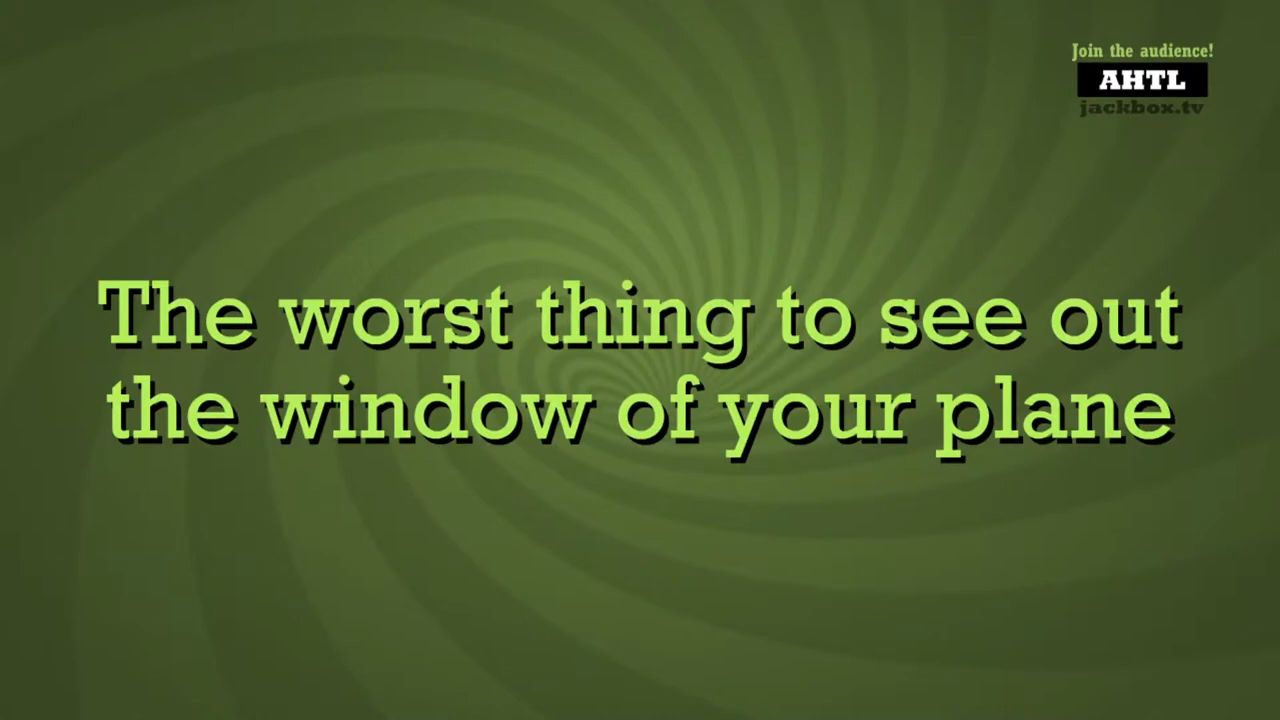 Join the audience!
AHTL
jackbox.tv
The worst thing to see out
the window of your plane